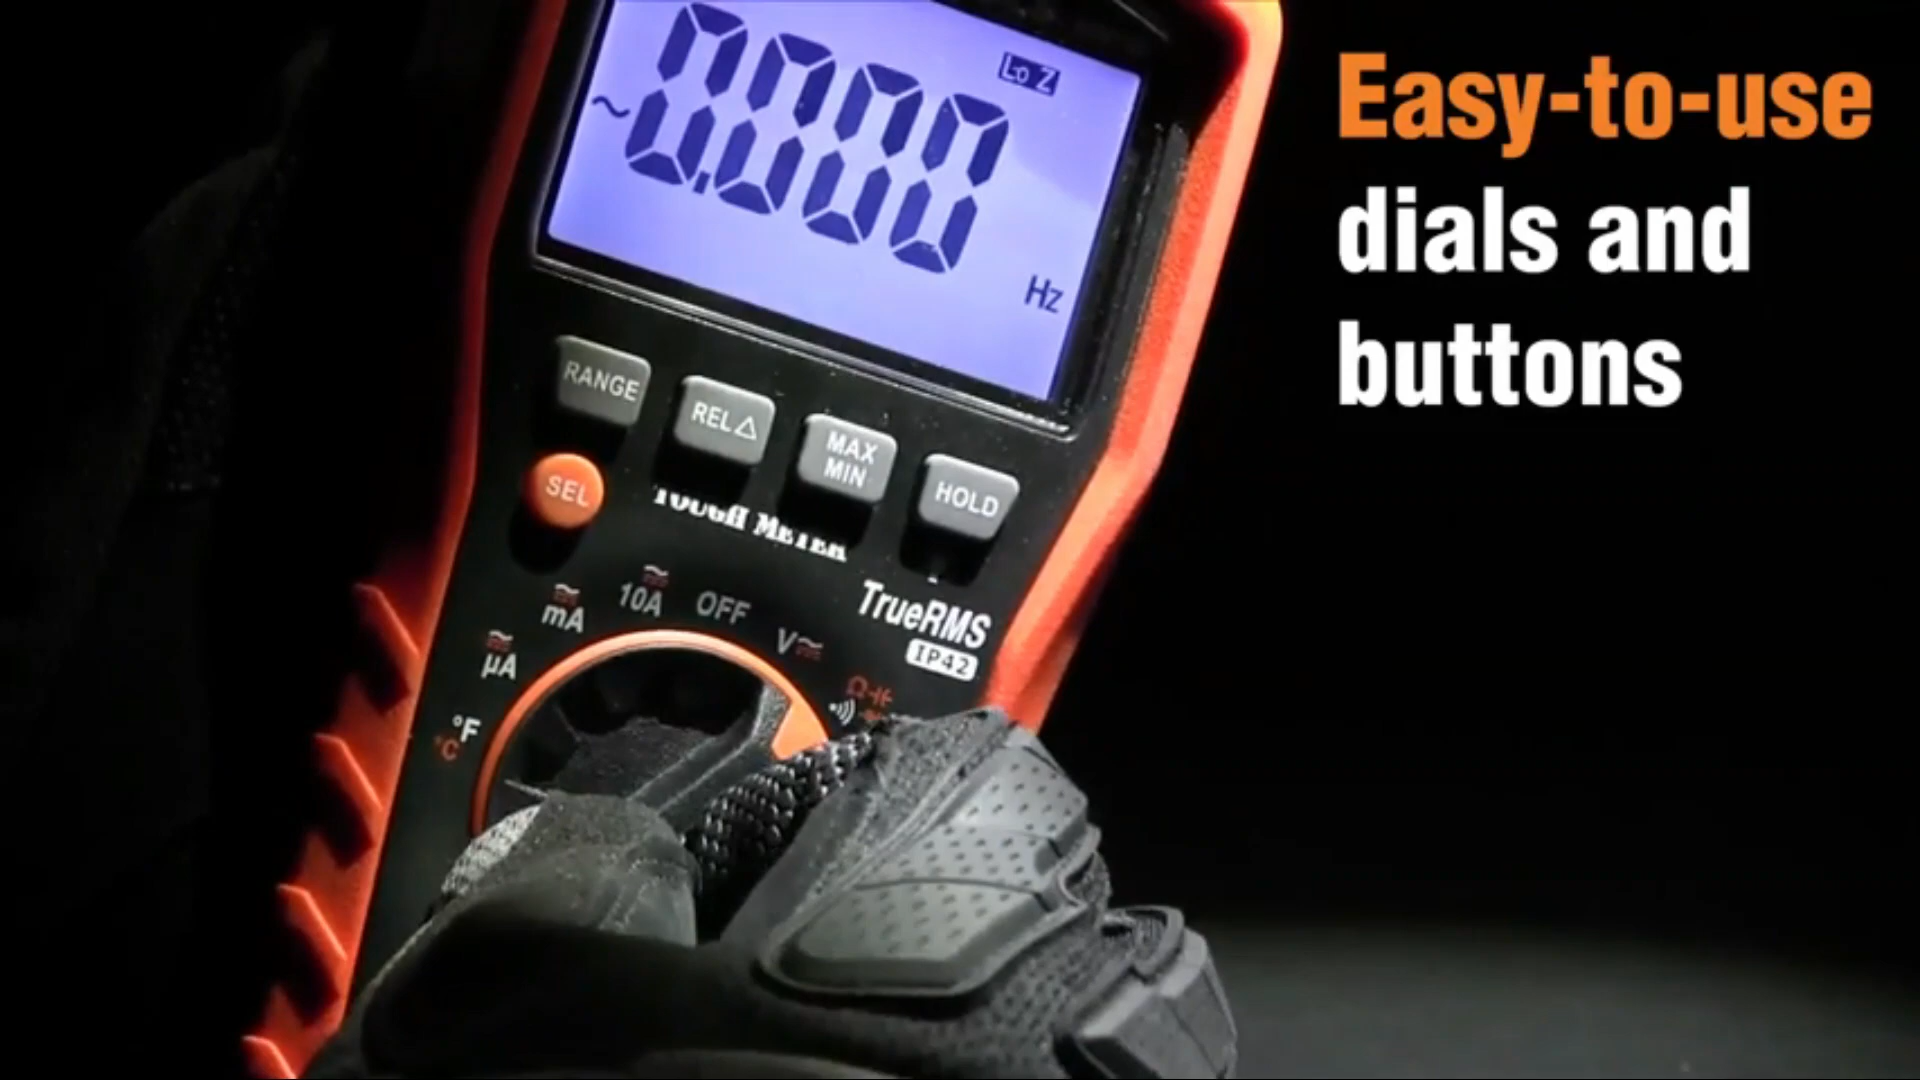 Easy-to-use
dials and
buttons
Lo Z
~0.000
Hz
RANGE
REL△
MAX
MIN
HOLD
SEL
TOUGH METER
TrueRMS
IP42
10A
OFF
mA
V
μA
Ω
°F
°C